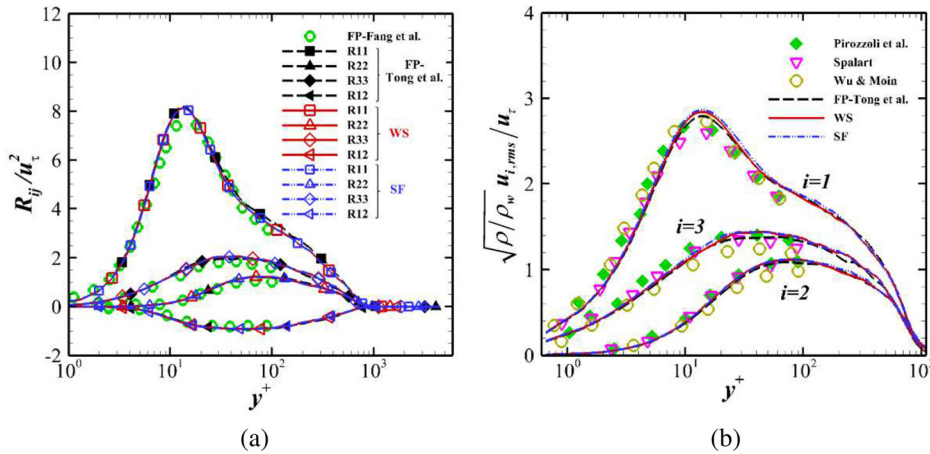 12
10
8
6
4
2
0
-2
R_ij/u_τ^2
10^0
10^1
10^2
10^3
y^+
FP-Fang et al.
R11
R22
R33
R12
FP-
Tong et al.
R11
R22
R33
R12
WS
R11
R22
R33
R12
SF
(a)
4
3
2
1
0
√ρ/ρ_w u_i,rms/u_τ
10^0
10^1
10^2
10^3
y^+
Pirozzoli et al.
Spalart
Wu & Moin
FP-Tong et al.
WS
SF
i=1
i=3
i=2
(b)